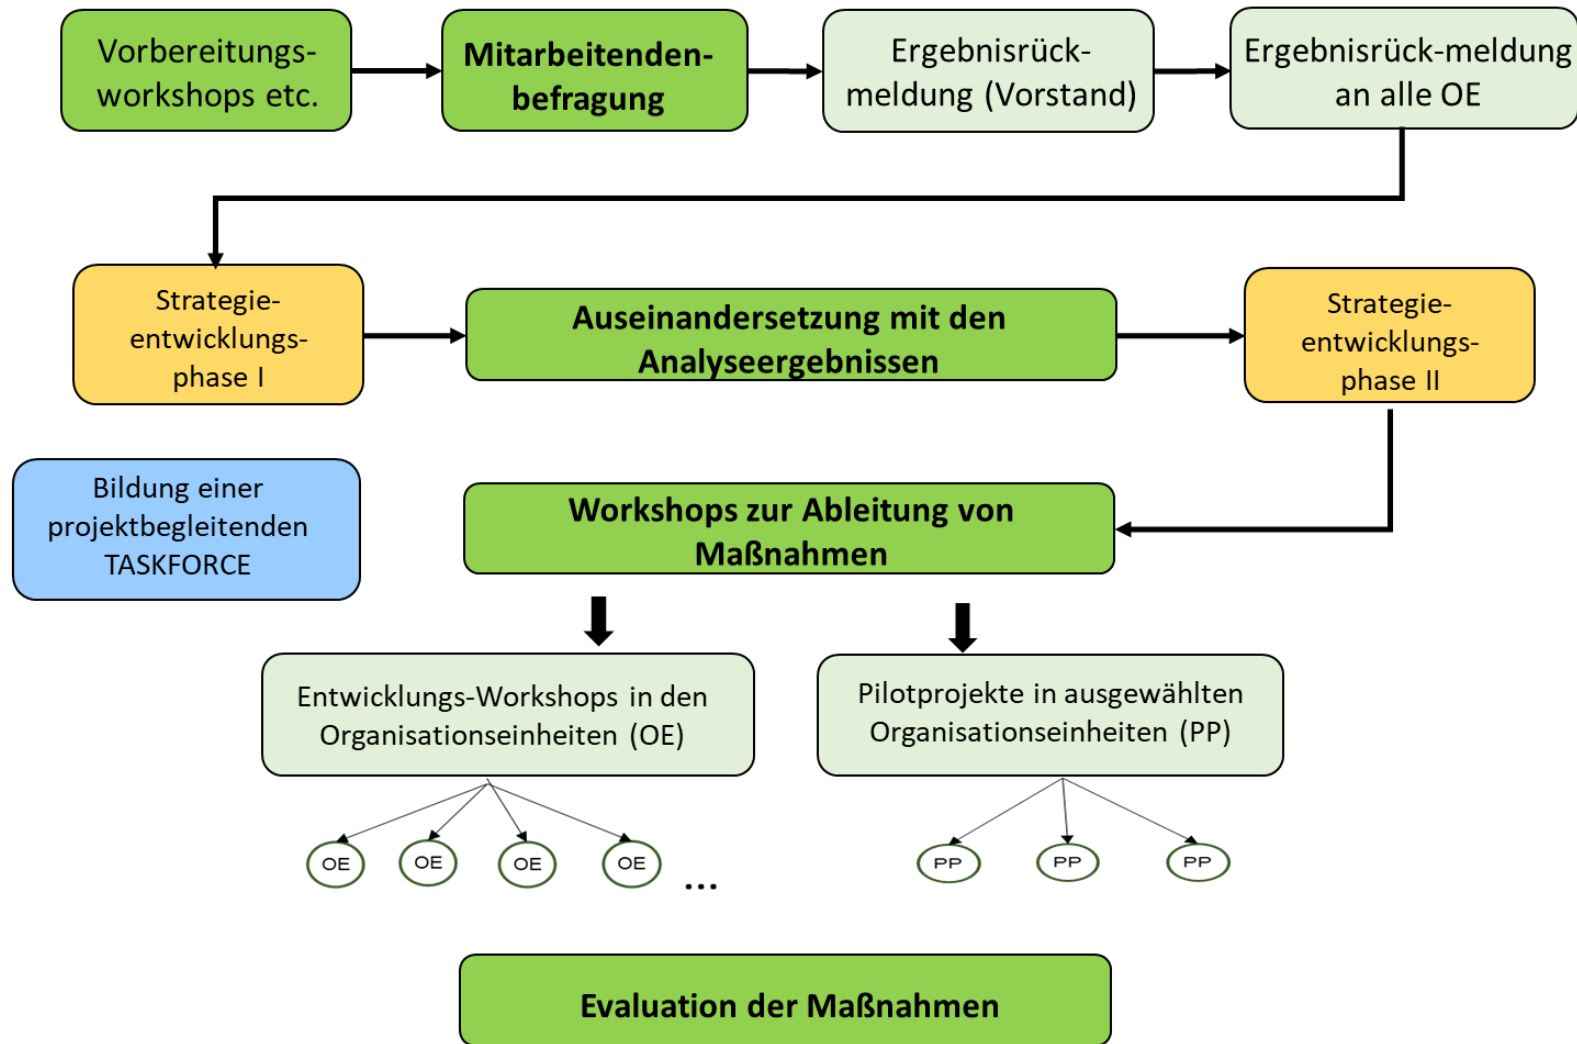 Vorbereitungs-
workshops etc.
Mitarbeitenden-
befragung
Ergebnisrück-
meldung (Vorstand)
Ergebnisrück-meldung
an alle OE
Strategie-
entwicklungs-
phase I
Auseinandersetzung mit den
Analyseergebnissen
Strategie-
entwicklungs-
phase II
Bildung einer
projektbegleitenden
TASKFORCE
Workshops zur Ableitung von
Maßnahmen
Entwicklungs-Workshops in den
Organisationseinheiten (OE)
Pilotprojekte in ausgewählten
Organisationseinheiten (PP)
OE
OE
OE
OE
...
PP
PP
PP
Evaluation der Maßnahmen